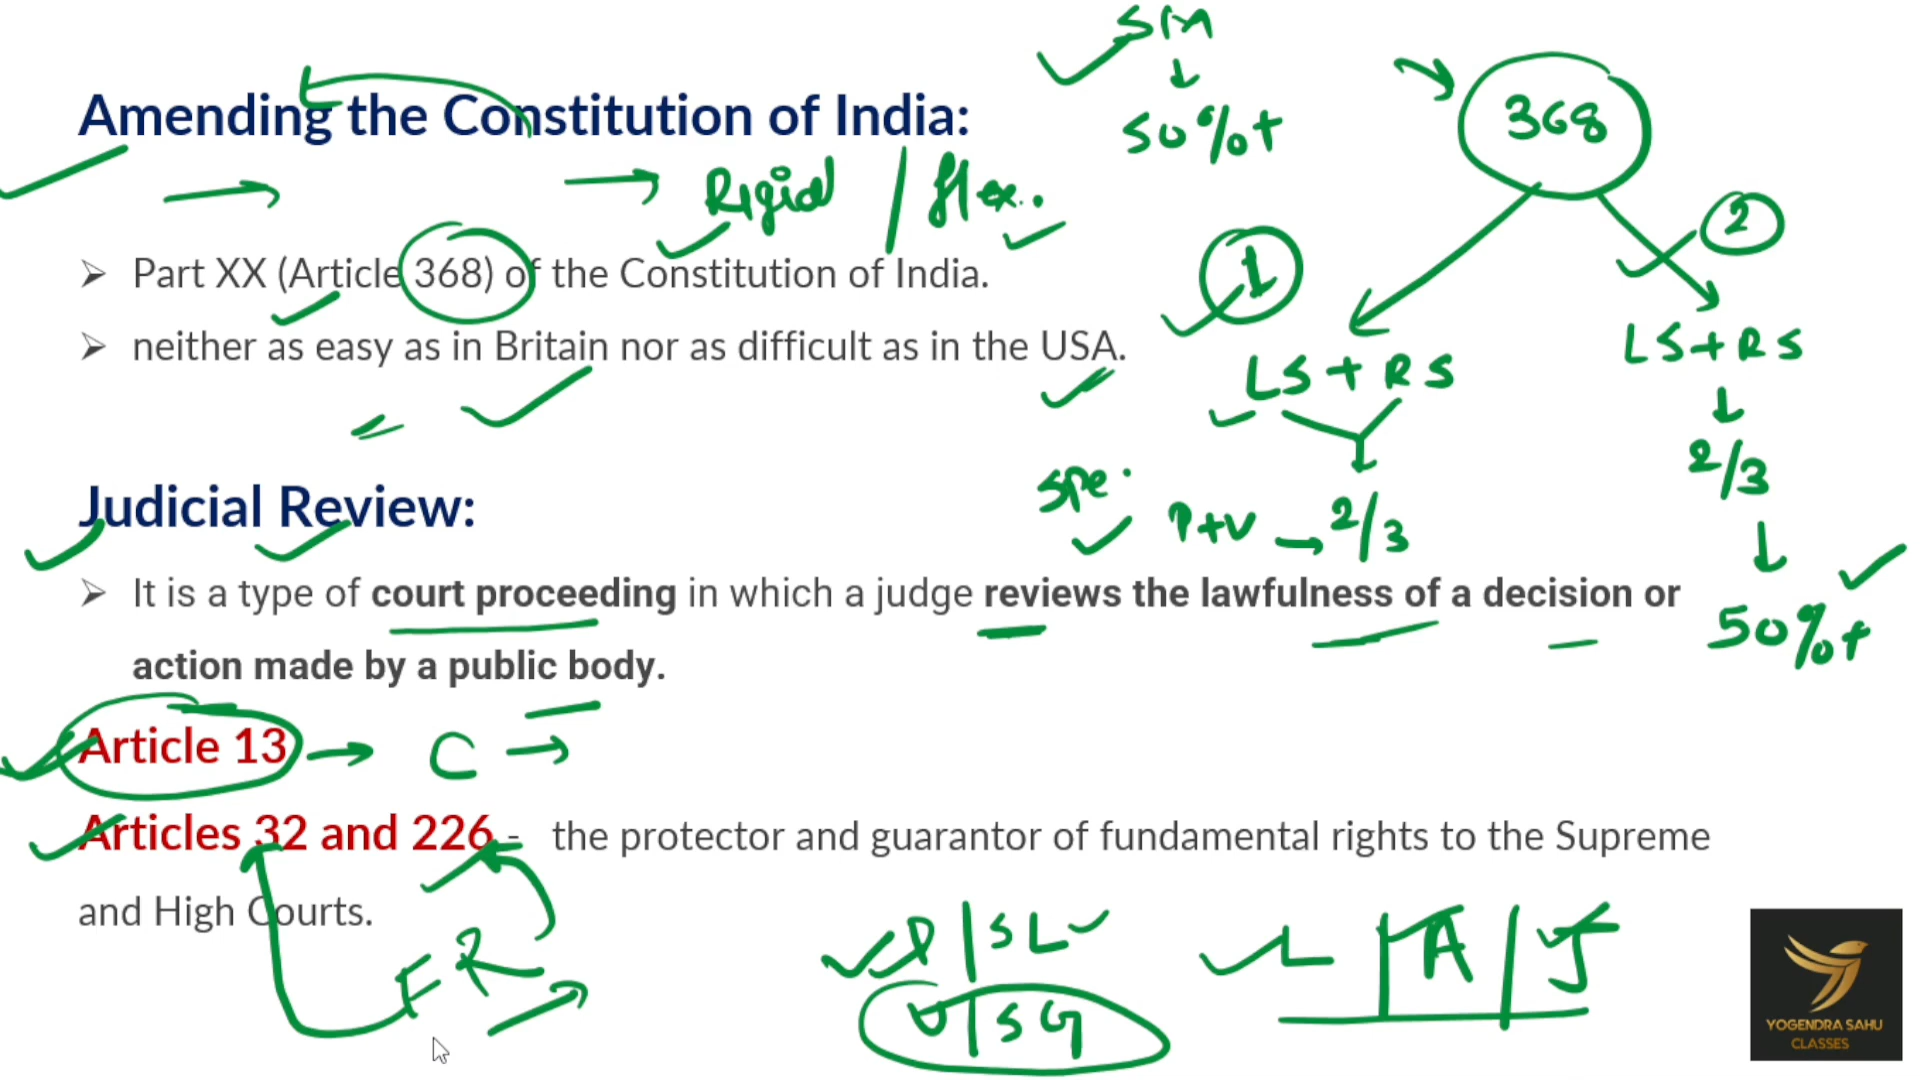 SM
50%+
368
Amending the Constitution of India:
Rigid / flex..
➢ Part XX (Article 368) of the Constitution of India.
1
2
➢ neither as easy as in Britain nor as difficult as in the USA.
LS + RS
LS + RS
2/3
spe.
P+V → 2/3
50%+
Judicial Review:
➢ It is a type of court proceeding in which a judge reviews the lawfulness of a decision or
action made by a public body.
Article 13 → C →
Articles 32 and 226 - the protector and guarantor of fundamental rights to the Supreme
and High Courts.
FR
P | SL
L | A | J
SG
YOGENDRA SAHU
CLASSES